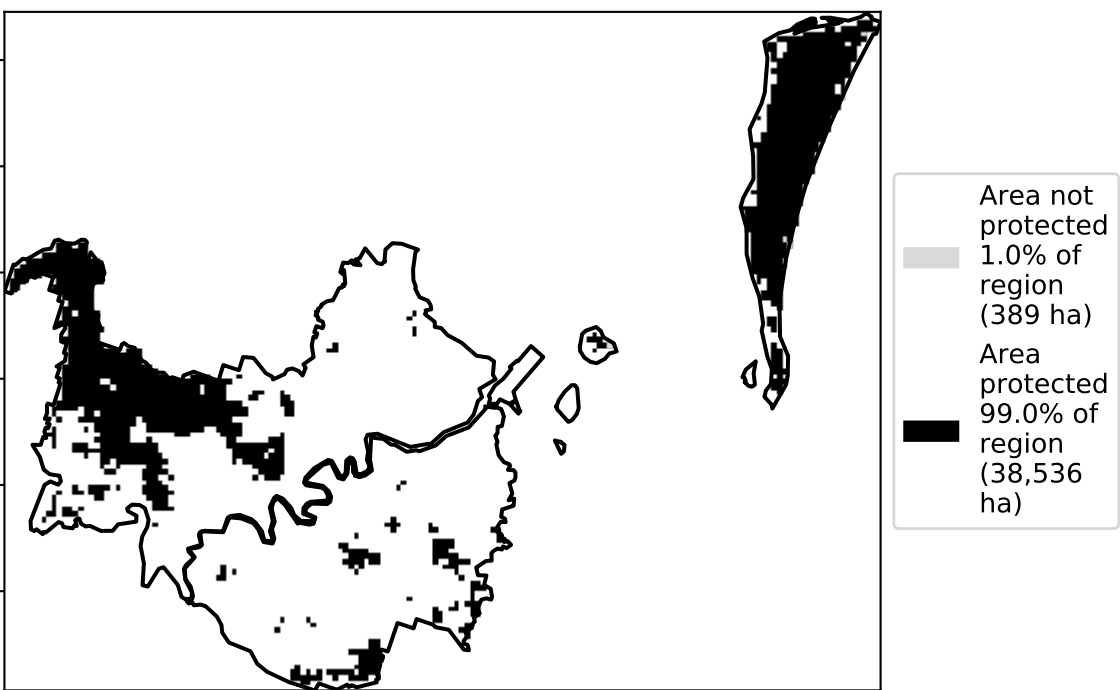 Area not
protected
1.0% of
region
(389 ha)
Area
protected
99.0% of
region
(38,536
ha)